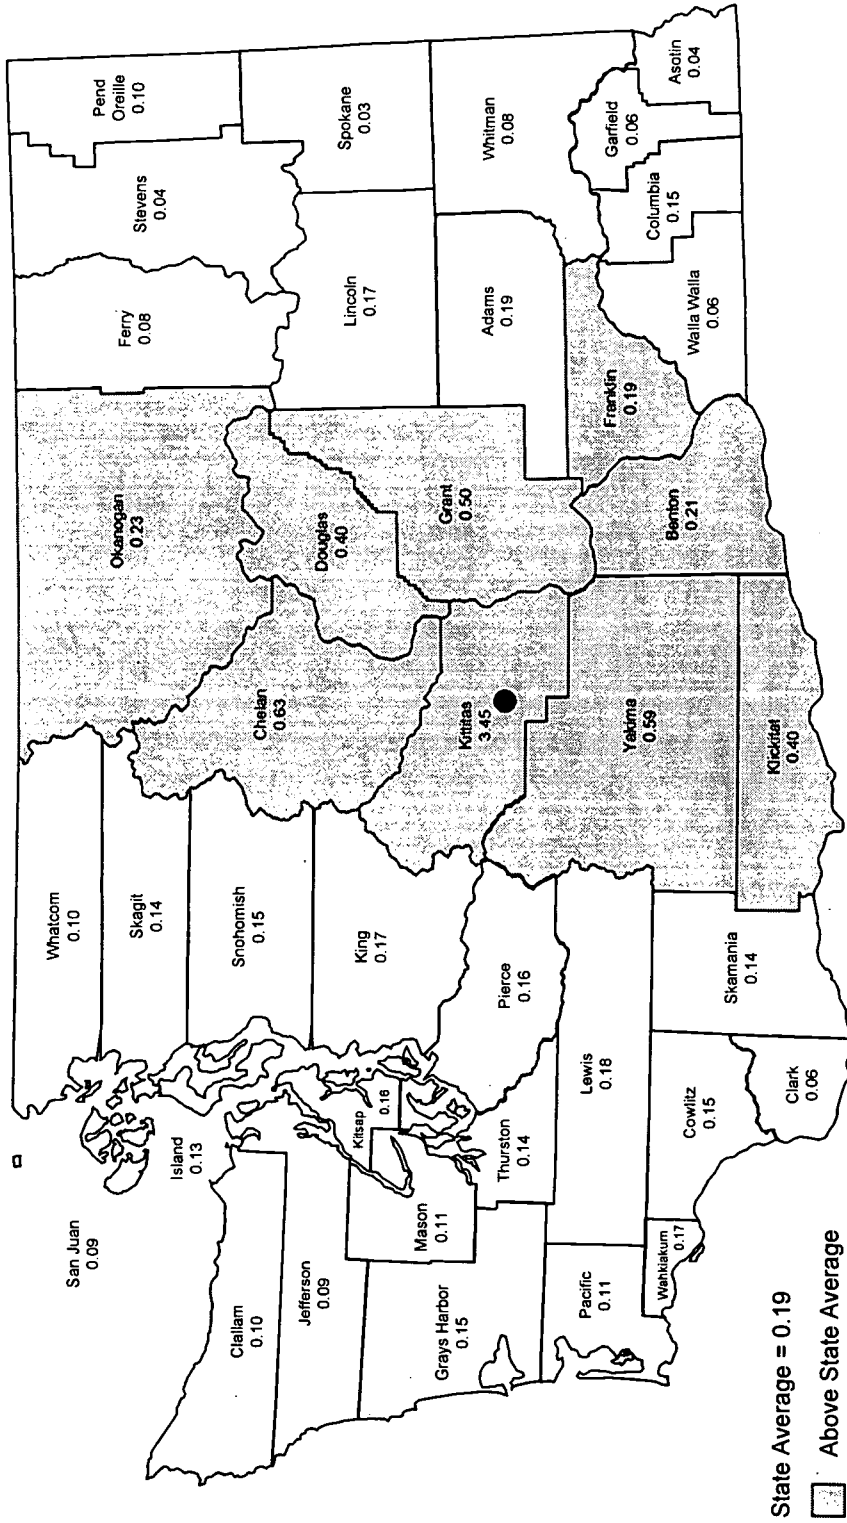 San Juan
0.09
Whatcom
0.10
Skagit
0.14
Island
0.13
Snohomish
0.15
Clallam
0.10
Jefferson
0.09
Kitsap
0.16
King
0.17
Mason
0.11
Grays Harbor
0.15
Thurston
0.14
Pierce
0.16
Pacific
0.11
Lewis
0.18
Wahkiakum
0.17
Cowlitz
0.15
Skamania
0.14
Clark
0.06
Okanogan
0.23
Chelan
0.63
Douglas
0.40
Kittitas
3.45
Grant
0.50
Yakima
0.59
Klickitat
0.40
Benton
0.21
Franklin
0.19
Ferry
0.08
Stevens
0.04
Pend
Oreille
0.10
Lincoln
0.17
Spokane
0.03
Adams
0.19
Whitman
0.08
Walla Walla
0.06
Columbia
0.15
Garfield
0.06
Asotin
0.04
State Average = 0.19
Above State Average